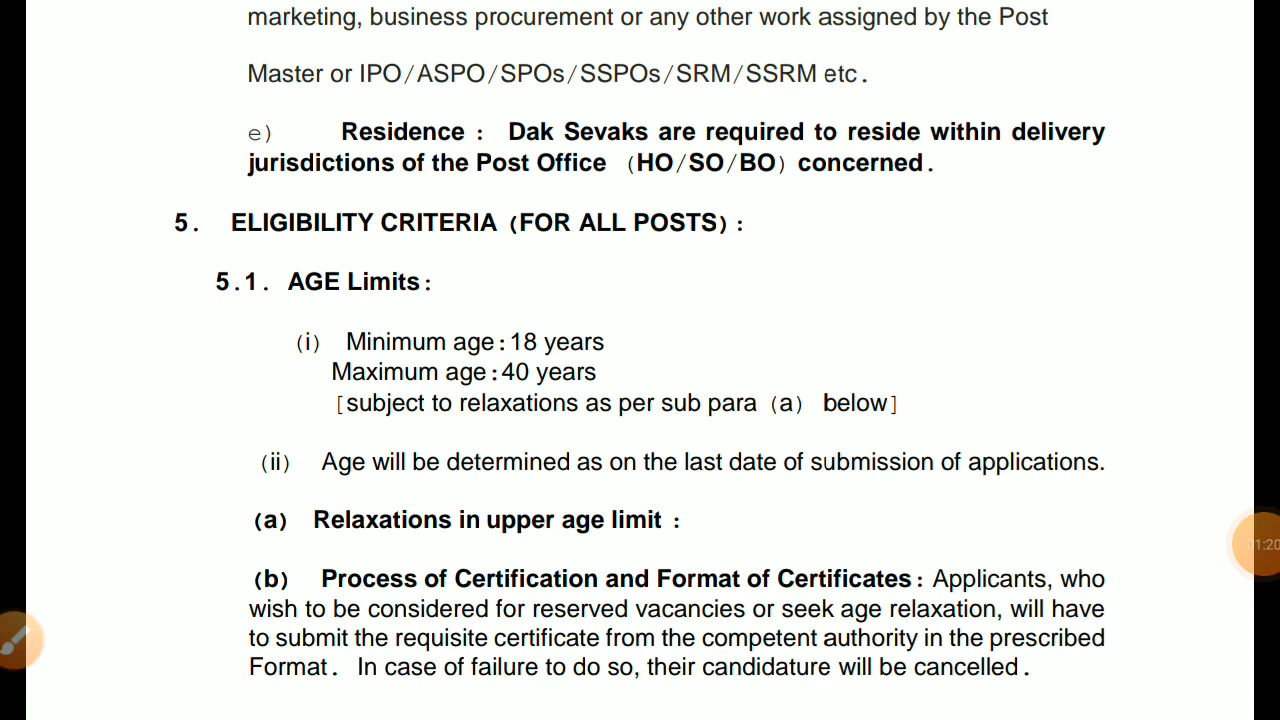 marketing, business procurement or any other work assigned by the Post
Master or IPO/ASPO/SPOs/SSPOs/SRM/SSRM etc.
e) Residence : Dak Sevaks are required to reside within delivery
jurisdictions of the Post Office (HO/SO/BO) concerned.
5. ELIGIBILITY CRITERIA (FOR ALL POSTS):
5.1. AGE Limits:
(i) Minimum age:18 years
Maximum age:40 years
[subject to relaxations as per sub para (a) below]
(ii) Age will be determined as on the last date of submission of applications.
(a) Relaxations in upper age limit :
(b) Process of Certification and Format of Certificates: Applicants, who
wish to be considered for reserved vacancies or seek age relaxation, will have
to submit the requisite certificate from the competent authority in the prescribed
Format. In case of failure to do so, their candidature will be cancelled.
01:20